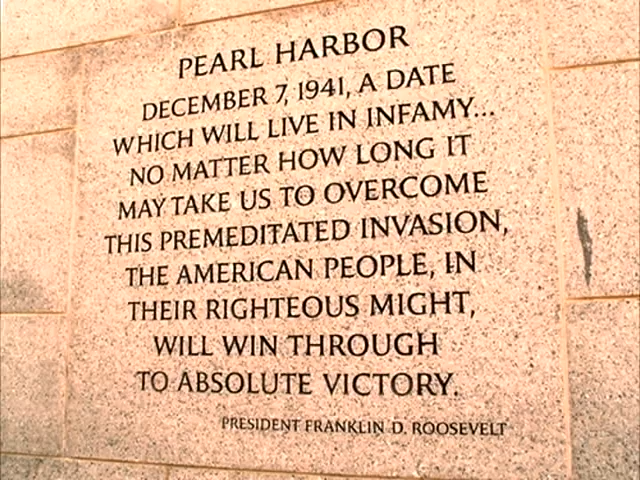 PEARL HARBOR
DECEMBER 7, 1941, A DATE
WHICH WILL LIVE IN INFAMY...
NO MATTER HOW LONG IT
MAY TAKE US TO OVERCOME
THIS PREMEDITATED INVASION,
THE AMERICAN PEOPLE, IN
THEIR RIGHTEOUS MIGHT,
WILL WIN THROUGH
TO ABSOLUTE VICTORY.
PRESIDENT FRANKLIN D. ROOSEVELT